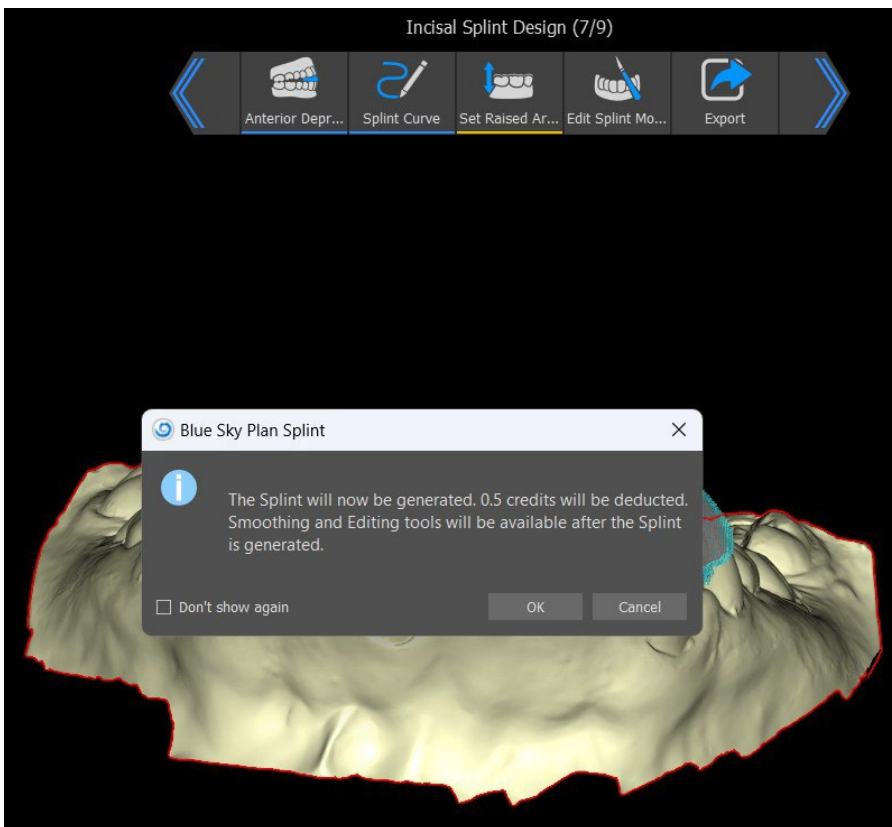 Incisal Splint Design (7/9)
Anterior Depr...
Splint Curve
Set Raised Ar...
Edit Splint Mo...
Export
Blue Sky Plan Splint
The Splint will now be generated. 0.5 credits will be deducted.
Smoothing and Editing tools will be available after the Splint
is generated.
Don't show again
OK
Cancel